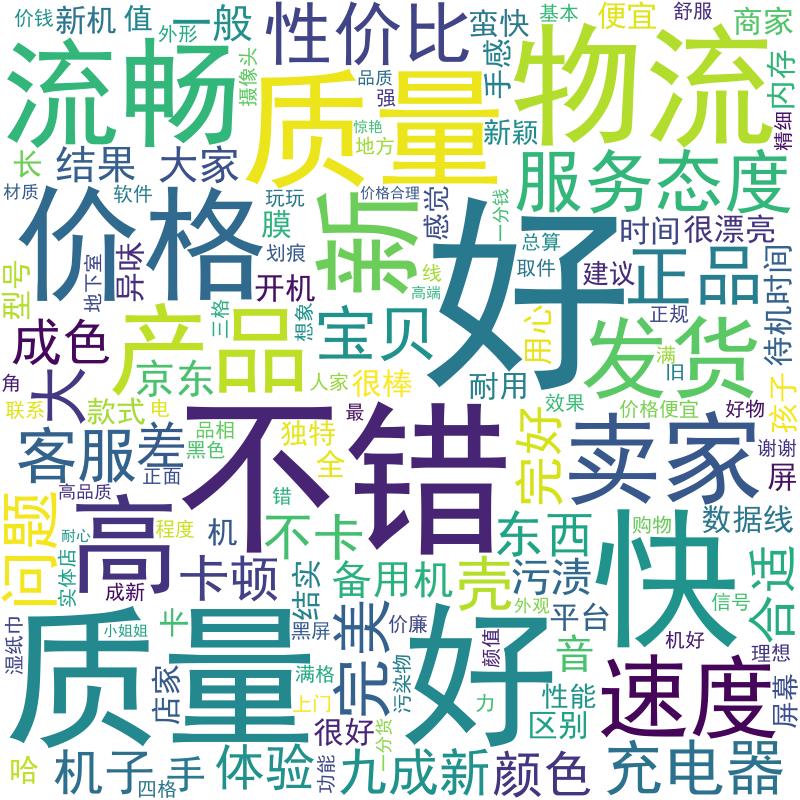 价钱
新机
值
一般
性价比
蛮快
基本
便宜
舒服
商家
外形
流畅
摄像头
质量
品质
强
手感
物流
内存
惊艳
地方
新颖
精细
长
结果
大家
服务态度
材质
软件
玩玩
价格合理
价格
膜
新
感觉
一分钱
好
时间
很漂亮
划痕
总算
型号
地下室
异味
开机
线
取件
建议
正品
待机时间
高端
三格
想象
宝贝
正规
成色
产品
用心
发货
满
角
大
京东
人家
很棒
耐用
旧
孩子
联系
款式
电
最
效果
价格便宜
好物
客服
差
品相
独特
不错
完好
卖家
谢谢
黑色
正面
全
屏
高品质
错
问题
耐心
高
程度
机
不卡
东西
购物
数据线
实体店
成新
卡顿
结实
备用机
壳
污渍
快
合适
信号
湿纸巾
小姐姐
卡
黑屏
完美
价廉
外观
平台
质量
好
颜值
音
机好
理想
店家
满格
污染物
速度
屏幕
上门
力
性能
很好
一分货
区别
哈
机子
四格
手
体验
功能
九成新
颜色
充电器